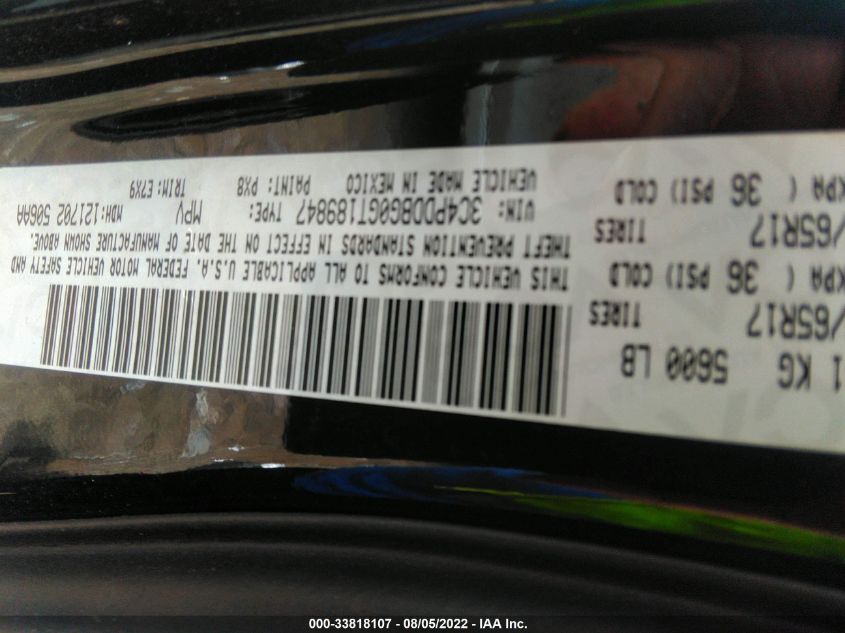 1 KG 5600 LB
/65R17 TIRES
KPA ( 36 PSI) COLD
/65R17 TIRES
KPA ( 36 PSI) COLD
THIS VEHICLE CONFORMS TO ALL APPLICABLE U.S.A. FEDERAL MOTOR VEHICLE SAFETY AND
THEFT PREVENTION STANDARDS IN EFFECT ON THE DATE OF MANUFACTURE SHOWN ABOVE.
VIN: 3C4PDDBG0GT189847 TYPE: MPV MDH:121702 506AA
VEHICLE MADE IN MEXICO PAINT: PX8 TRIM: E7X9
000-33818107 - 08/05/2022 - IAA Inc.